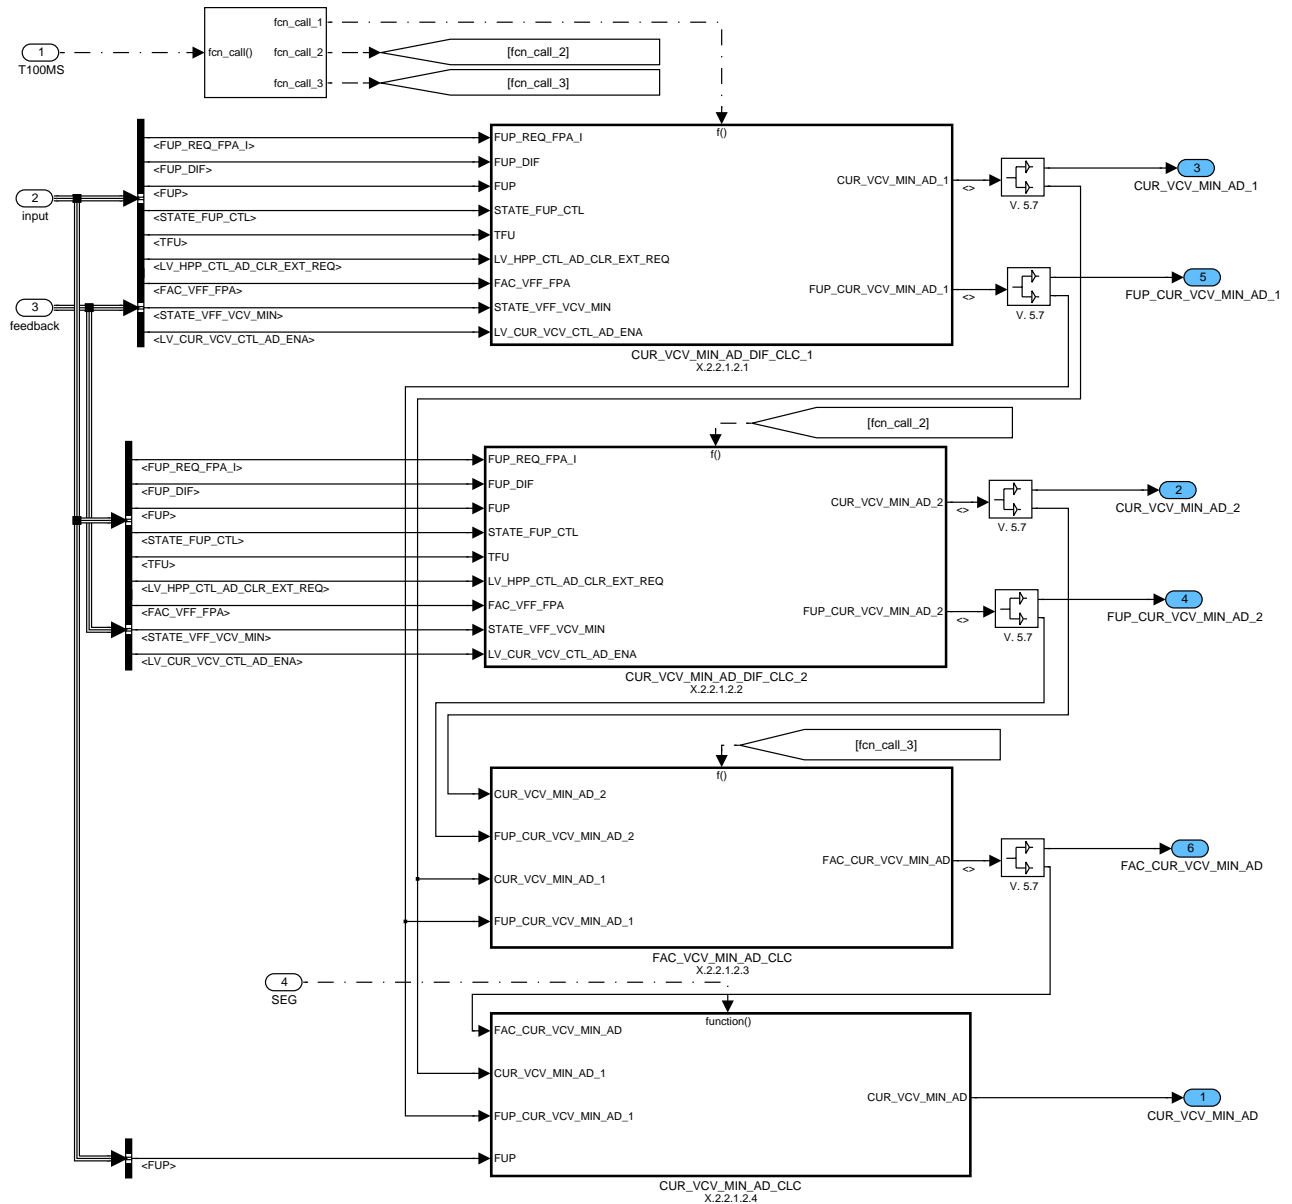 fcn_call_1
1
fcn_call()
fcn_call_2
[fcn_call_2]
T100MS
fcn_call_3
[fcn_call_3]
f()
FUP_REQ_FPA_I
<FUP_REQ_FPA_I>
FUP_DIF
<FUP_DIF>
FUP
<FUP>
STATE_FUP_CTL
<STATE_FUP_CTL>
TFU
<TFU>
LV_HPP_CTL_AD_CLR_EXT_REQ
<LV_HPP_CTL_AD_CLR_EXT_REQ>
FAC_VFF_FPA
<FAC_VFF_FPA>
STATE_VFF_VCV_MIN
<STATE_VFF_VCV_MIN>
LV_CUR_VCV_CTL_AD_ENA
<LV_CUR_VCV_CTL_AD_ENA>
2
input
3
feedback
CUR_VCV_MIN_AD_1
<>
V. 5.7
3
CUR_VCV_MIN_AD_1
FUP_CUR_VCV_MIN_AD_1
<>
V. 5.7
5
FUP_CUR_VCV_MIN_AD_1
CUR_VCV_MIN_AD_DIF_CLC_1
X.2.2.1.2.1
[fcn_call_2]
f()
FUP_REQ_FPA_I
<FUP_REQ_FPA_I>
FUP_DIF
<FUP_DIF>
FUP
<FUP>
STATE_FUP_CTL
<STATE_FUP_CTL>
TFU
<TFU>
LV_HPP_CTL_AD_CLR_EXT_REQ
<LV_HPP_CTL_AD_CLR_EXT_REQ>
FAC_VFF_FPA
<FAC_VFF_FPA>
STATE_VFF_VCV_MIN
<STATE_VFF_VCV_MIN>
LV_CUR_VCV_CTL_AD_ENA
<LV_CUR_VCV_CTL_AD_ENA>
CUR_VCV_MIN_AD_2
<>
V. 5.7
2
CUR_VCV_MIN_AD_2
FUP_CUR_VCV_MIN_AD_2
<>
V. 5.7
4
FUP_CUR_VCV_MIN_AD_2
CUR_VCV_MIN_AD_DIF_CLC_2
X.2.2.1.2.2
[fcn_call_3]
f()
CUR_VCV_MIN_AD_2
FUP_CUR_VCV_MIN_AD_2
CUR_VCV_MIN_AD_1
FUP_CUR_VCV_MIN_AD_1
FAC_CUR_VCV_MIN_AD
<>
V. 5.7
6
FAC_CUR_VCV_MIN_AD
FAC_VCV_MIN_AD_CLC
X.2.2.1.2.3
4
SEG
function()
FAC_CUR_VCV_MIN_AD
CUR_VCV_MIN_AD_1
FUP_CUR_VCV_MIN_AD_1
FUP
<FUP>
CUR_VCV_MIN_AD
1
CUR_VCV_MIN_AD
CUR_VCV_MIN_AD_CLC
X.2.2.1.2.4